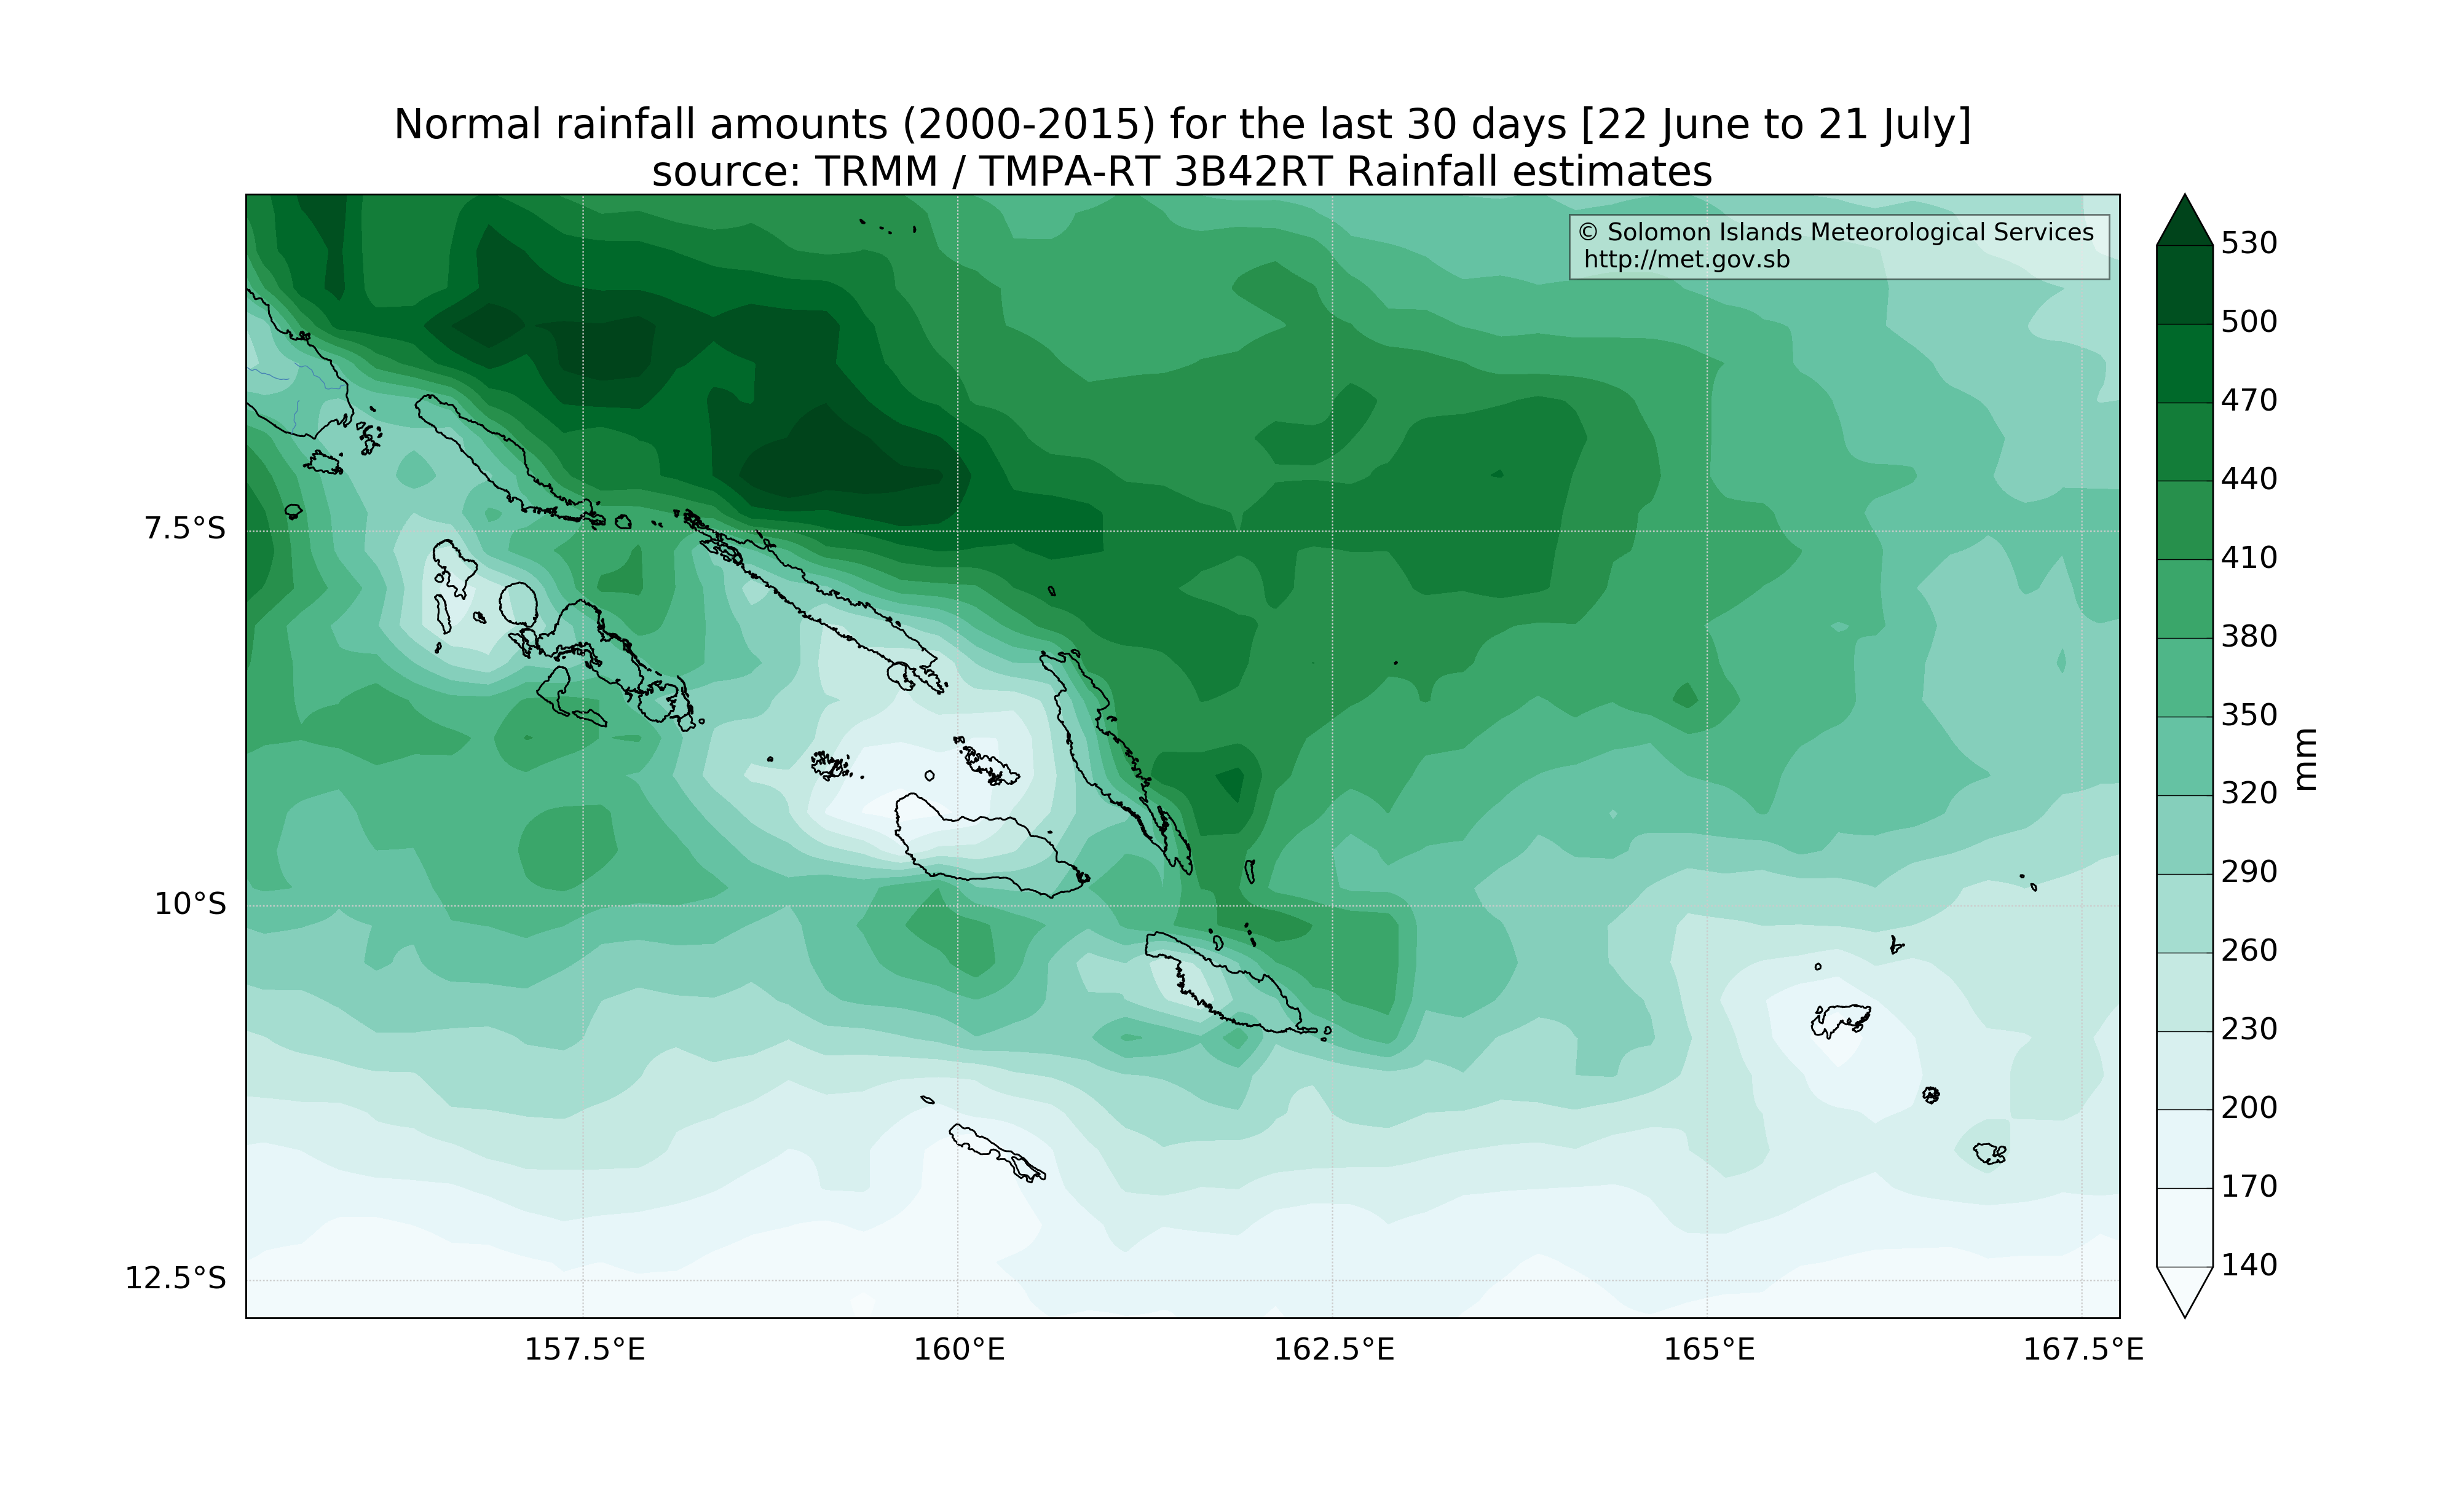 Normal rainfall amounts (2000-2015) for the last 30 days [22 June to 21 July]
source: TRMM / TMPA-RT 3B42RT Rainfall estimates
© Solomon Islands Meteorological Services
http://met.gov.sb
7.5°S
10°S
12.5°S
157.5°E
160°E
162.5°E
165°E
167.5°E
530
500
470
440
410
380
350
320
290
260
230
200
170
140
mm